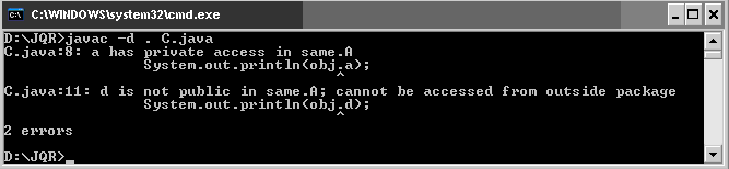 C:\WINDOWS\system32\cmd.exe
D:\JQR>javac -d . C.java
C.java:8: a has private access in same.A
System.out.println(obj.a);
^
C.java:11: d is not public in same.A; cannot be accessed from outside package
System.out.println(obj.d);
^
2 errors
D:\JQR>_